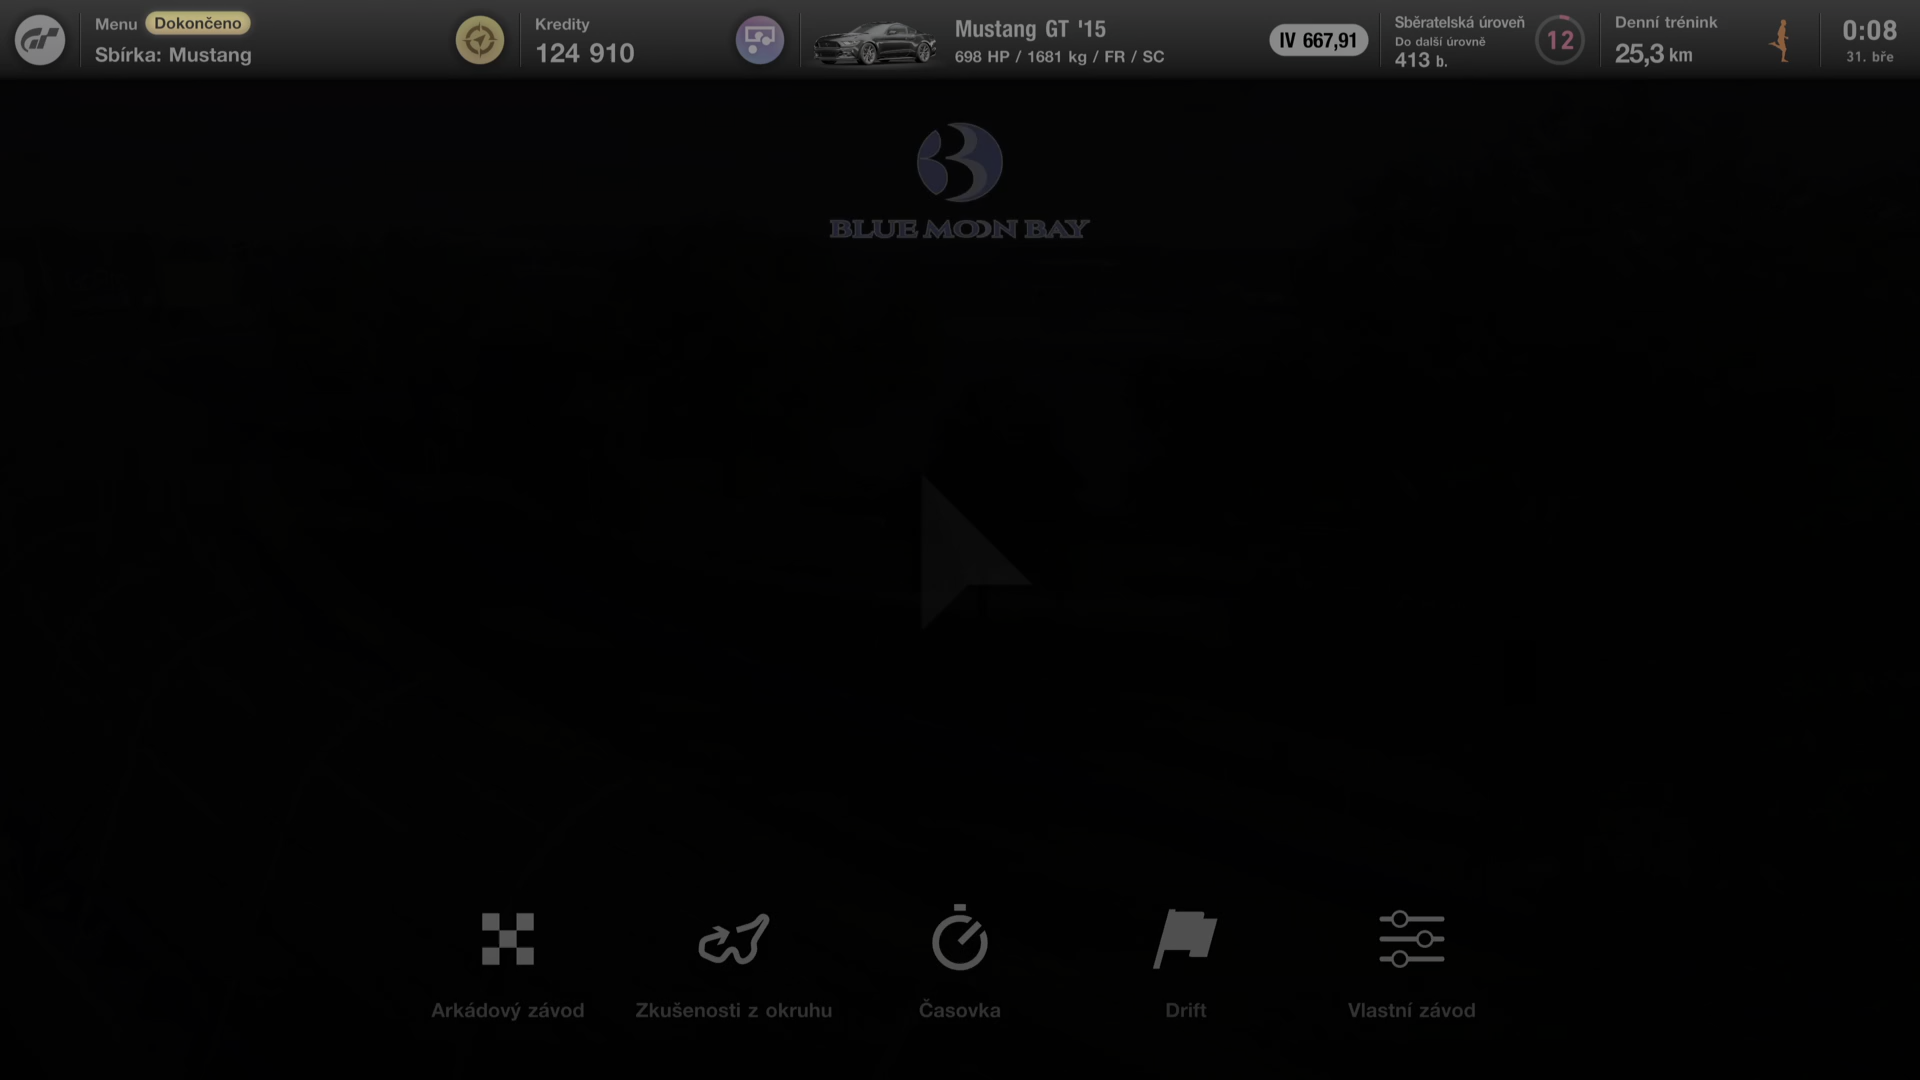 Menu Dokončeno
Sbírka: Mustang
Kredity
124 910
Mustang GT '15
698 HP / 1681 kg / FR / SC
IV 667,91
Sběratelská úroveň
Do další úrovně
413 b.
12
Denní trénink
25,3 km
0:08
31. bře
BLUE MOON BAY
Arkádový závod
Zkušenosti z okruhu
Časovka
Drift
Vlastní závod